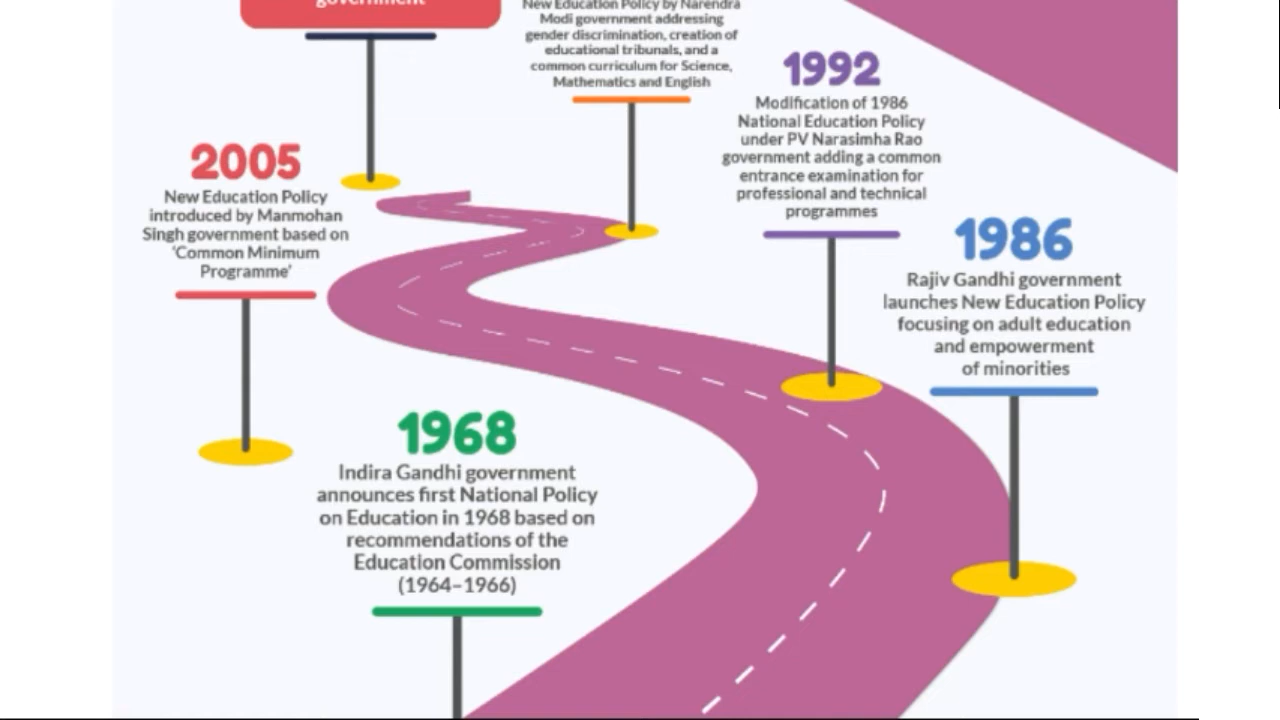 government
New Education Policy by Narendra
Modi government addressing
gender discrimination, creation of
educational tribunals, and a
common curriculum for Science,
Mathematics and English
1992
Modification of 1986
National Education Policy
under PV Narasimha Rao
government adding a common
entrance examination for
professional and technical
programmes
2005
New Education Policy
introduced by Manmohan
Singh government based on
‘Common Minimum
Programme’
1986
Rajiv Gandhi government
launches New Education Policy
focusing on adult education
and empowerment
of minorities
1968
Indira Gandhi government
announces first National Policy
on Education in 1968 based on
recommendations of the
Education Commission
(1964–1966)